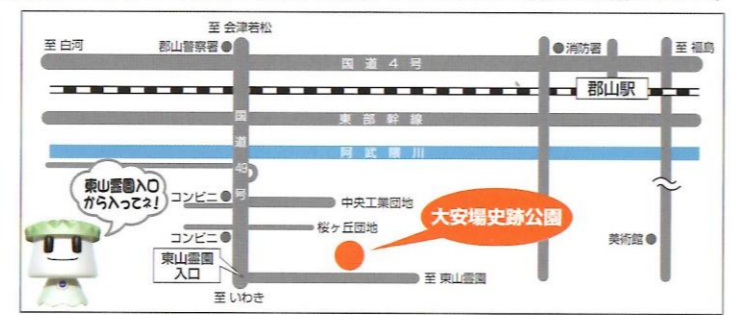 至 会津若松
至 白河
郡山警察署
消防署
至 福島
国道4号
郡山駅
東部幹線
阿武隈川
国道49号
東山霊園入口
から入ってネ!
コンビニ
中央工業団地
大安場史跡公園
桜ヶ丘団地
コンビニ
美術館
東山霊園
入口
至 東山霊園
至 いわき